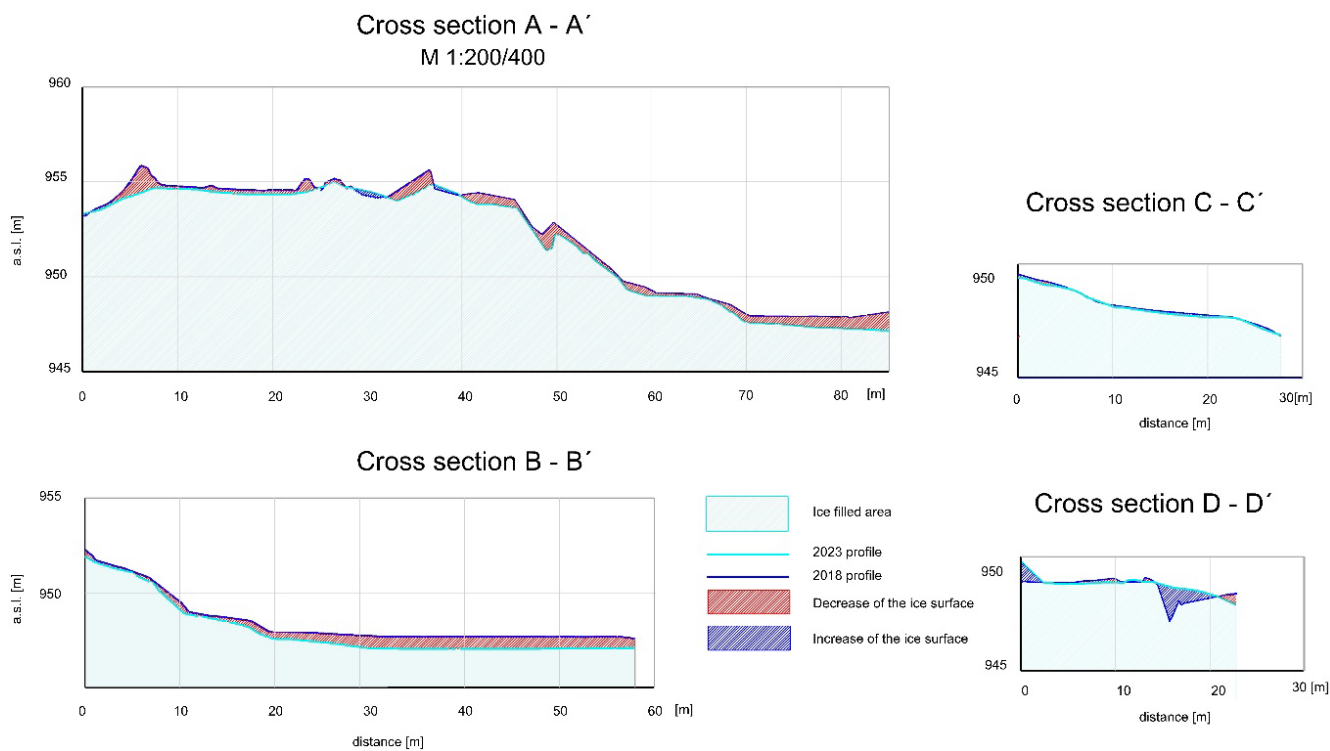 Cross section A - A´
M 1:200/400
960
955
950
945
a.s.l. [m]
0 10 20 30 40 50 60 70 80 [m]
Cross section C - C´
950
945
0 10 20 30[m]
distance [m]
Cross section B - B´
955
950
a.s.l. [m]
0 10 20 30 40 50 60 [m]
distance [m]
Ice filled area
2023 profile
2018 profile
Decrease of the ice surface
Increase of the ice surface
Cross section D - D´
950
945
0 10 20 30 [m]
distance [m]